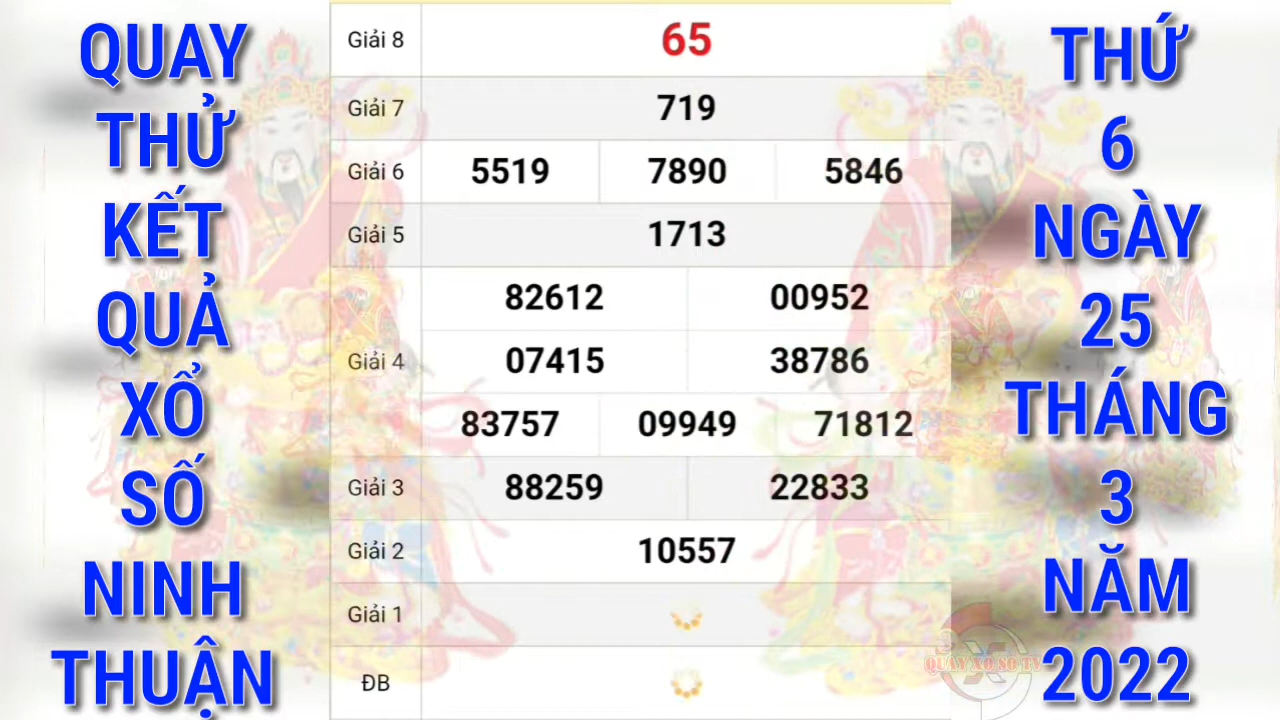 QUAY
THỬ
KẾT
QUẢ
XỔ
SỐ
NINH
THUẬN
Giải 8 65
Giải 7 719
Giải 6 5519 7890 5846
Giải 5 1713
82612 00952
Giải 4 07415 38786
83757 09949 71812
Giải 3 88259 22833
Giải 2 10557
Giải 1
ĐB
THỨ
6
NGÀY
25
THÁNG
3
NĂM
2022
QUAY XO SO TV